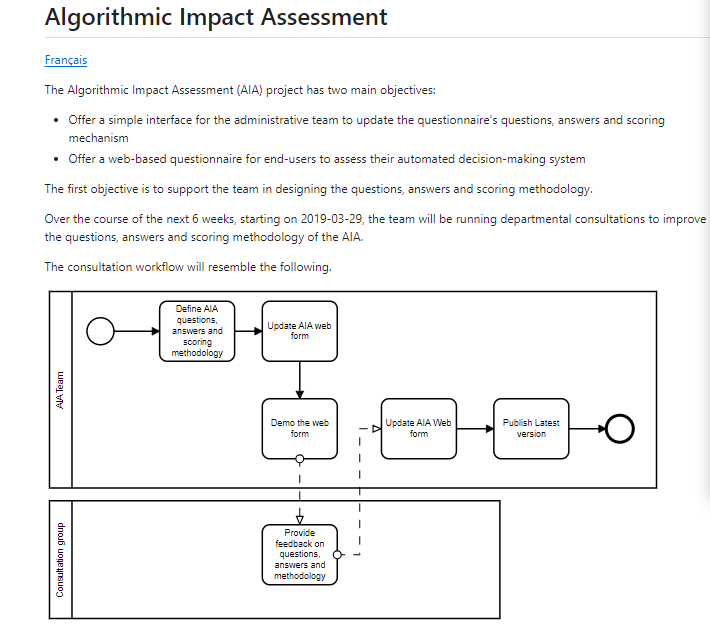 Algorithmic Impact Assessment
Français
The Algorithmic Impact Assessment (AIA) project has two main objectives:
• Offer a simple interface for the administrative team to update the questionnaire's questions, answers and scoring
mechanism
• Offer a web-based questionnaire for end-users to assess their automated decision-making system
The first objective is to support the team in designing the questions, answers and scoring methodology.
Over the course of the next 6 weeks, starting on 2019-03-29, the team will be running departmental consultations to improve
the questions, answers and scoring methodology of the AIA.
The consultation workflow will resemble the following.
AIA Team
Define AIA
questions,
answers and
scoring
methodology
Update AIA web
form
Demo the web
form
Update AIA Web
form
Publish Latest
version
Consultation group
Provide
feedback on
questions,
answers and
methodology